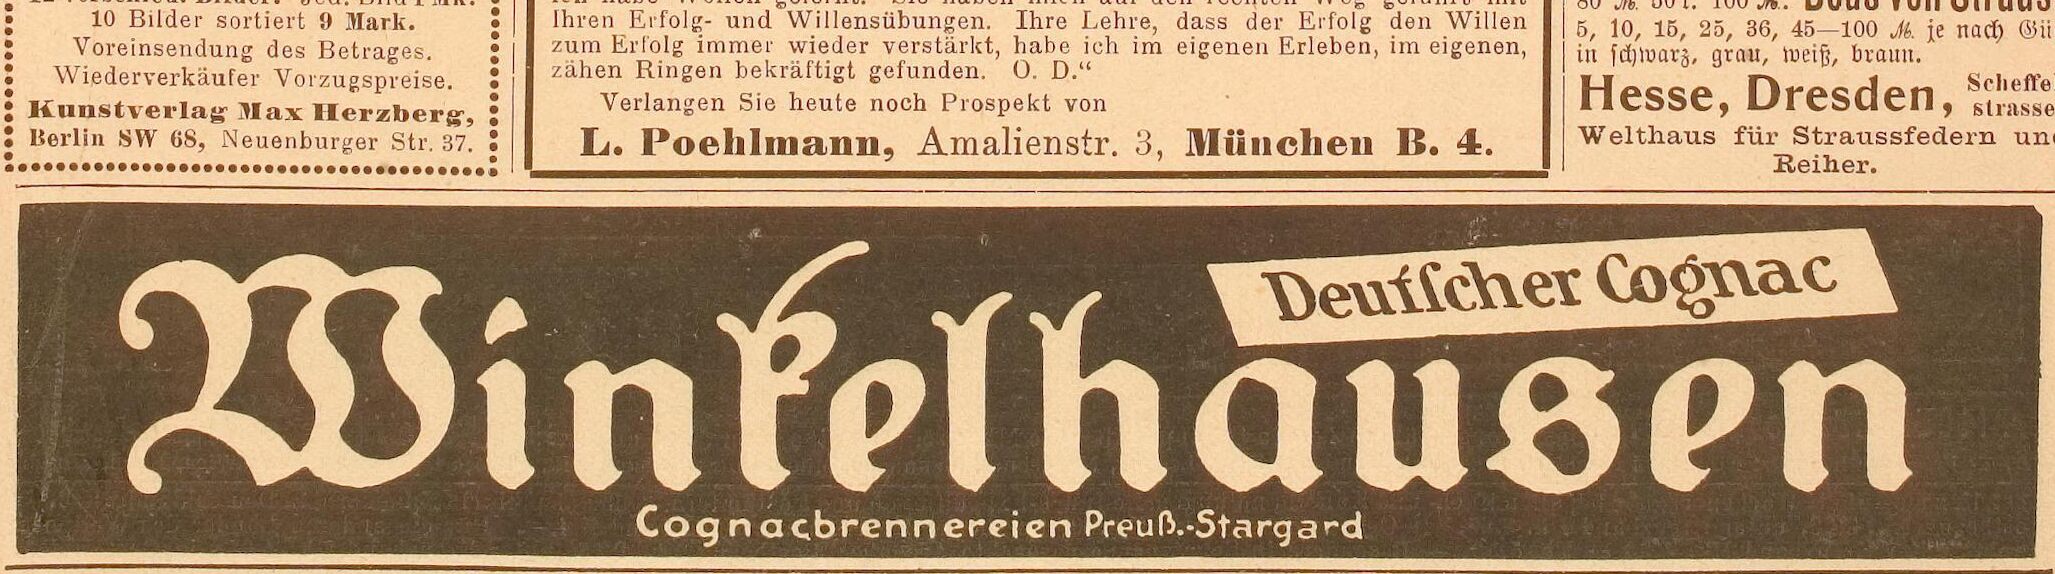 10 Bilder sortiert 9 Mark.
Voreinsendung des Betrages.
Wiederverkäufer Vorzugspreise.
Kunstverlag Max Herzberg,
Berlin SW 68, Neuenburger Str. 37.
Ihren Erfolg- und Willensübungen. Ihre Lehre, dass der Erfolg den Willen
zum Erfolg immer wieder verstärkt, habe ich im eigenen Erleben, im eigenen,
zähen Ringen bekräftigt gefunden. O. D.“
Verlangen Sie heute noch Prospekt von
L. Poehlmann, Amalienstr. 3, München B. 4.
5, 10, 15, 25, 36, 45—100 M. je nach
in ſchwarz, grau, weiß, braun.
Hesse, Dresden, Scheffel
strasse
Welthaus für Straussfedern und
Reiher.
Deutſcher Cognac
Winkelhausen
Cognacbrennereien Preuß.-Stargard